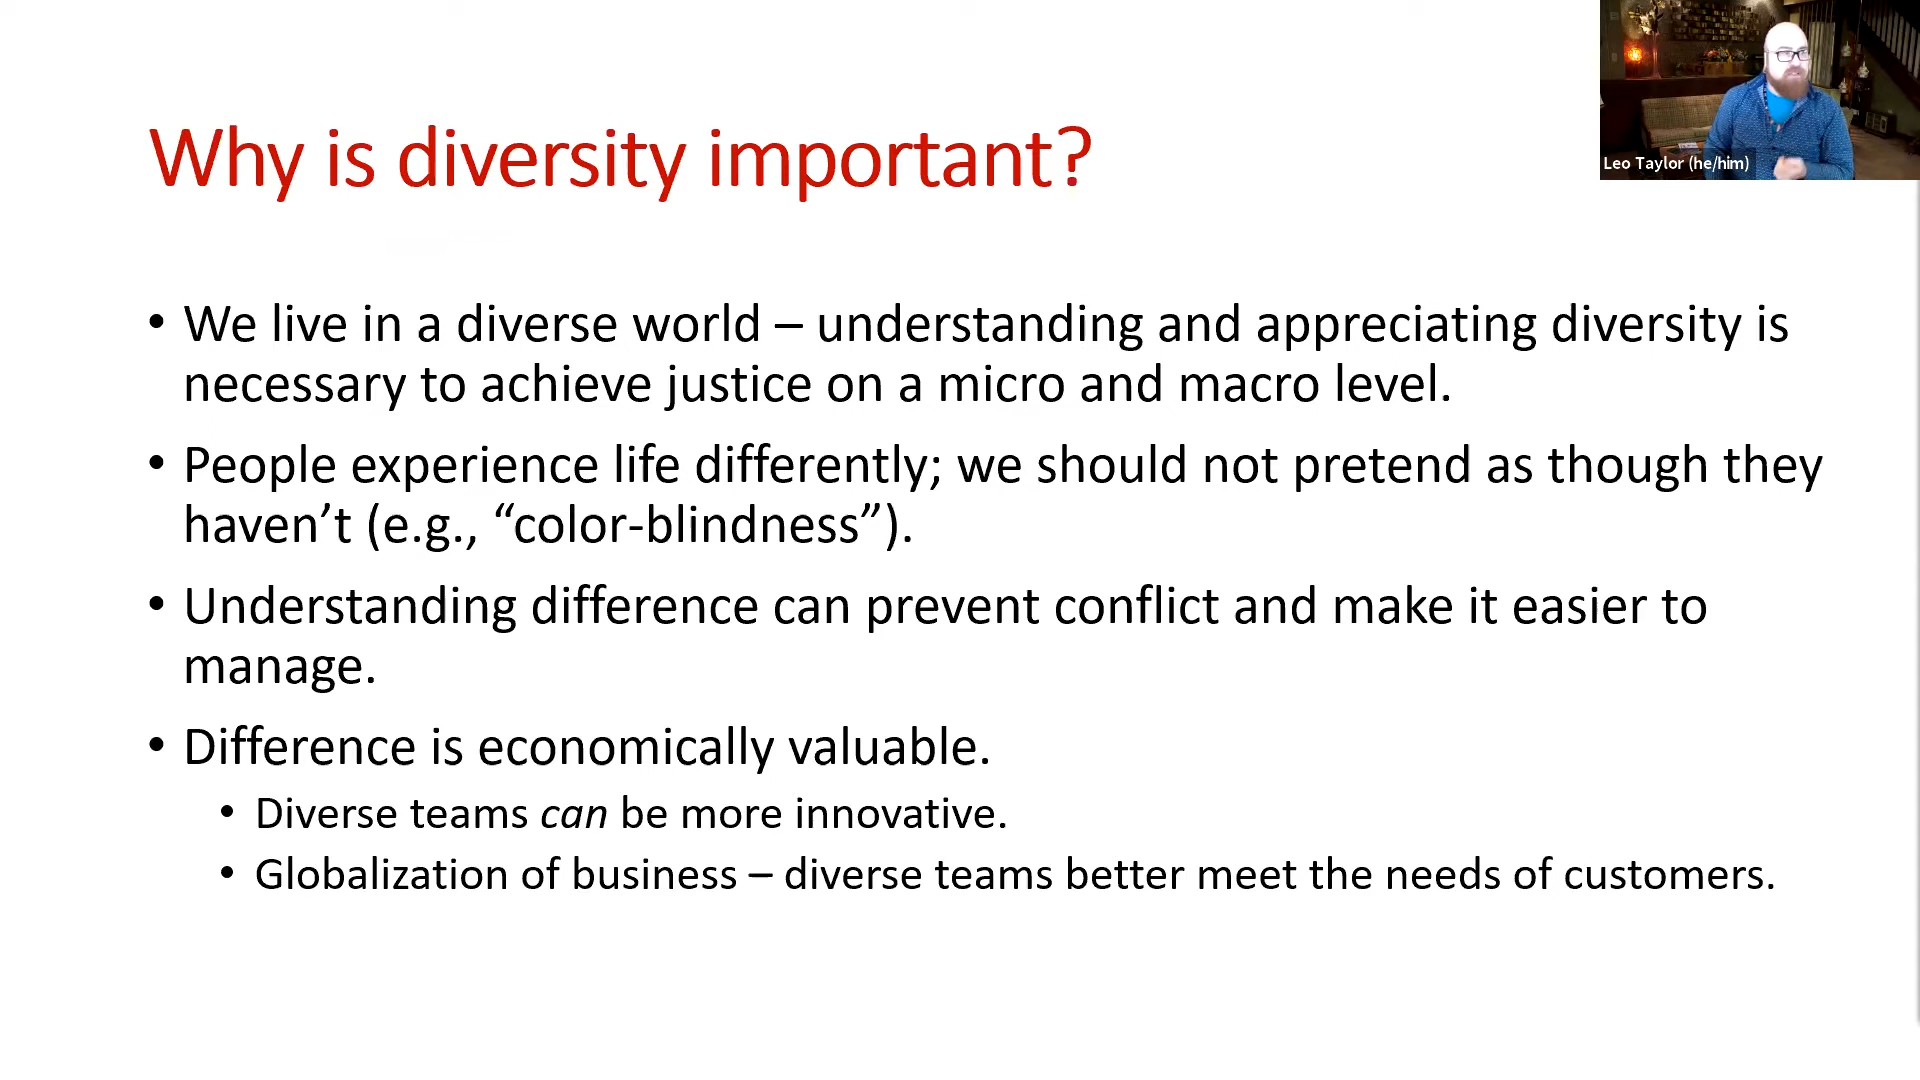 Why is diversity important?
Leo Taylor (he/him)
• We live in a diverse world – understanding and appreciating diversity is
necessary to achieve justice on a micro and macro level.
• People experience life differently; we should not pretend as though they
haven’t (e.g., “color-blindness”).
• Understanding difference can prevent conflict and make it easier to
manage.
• Difference is economically valuable.
• Diverse teams can be more innovative.
• Globalization of business – diverse teams better meet the needs of customers.